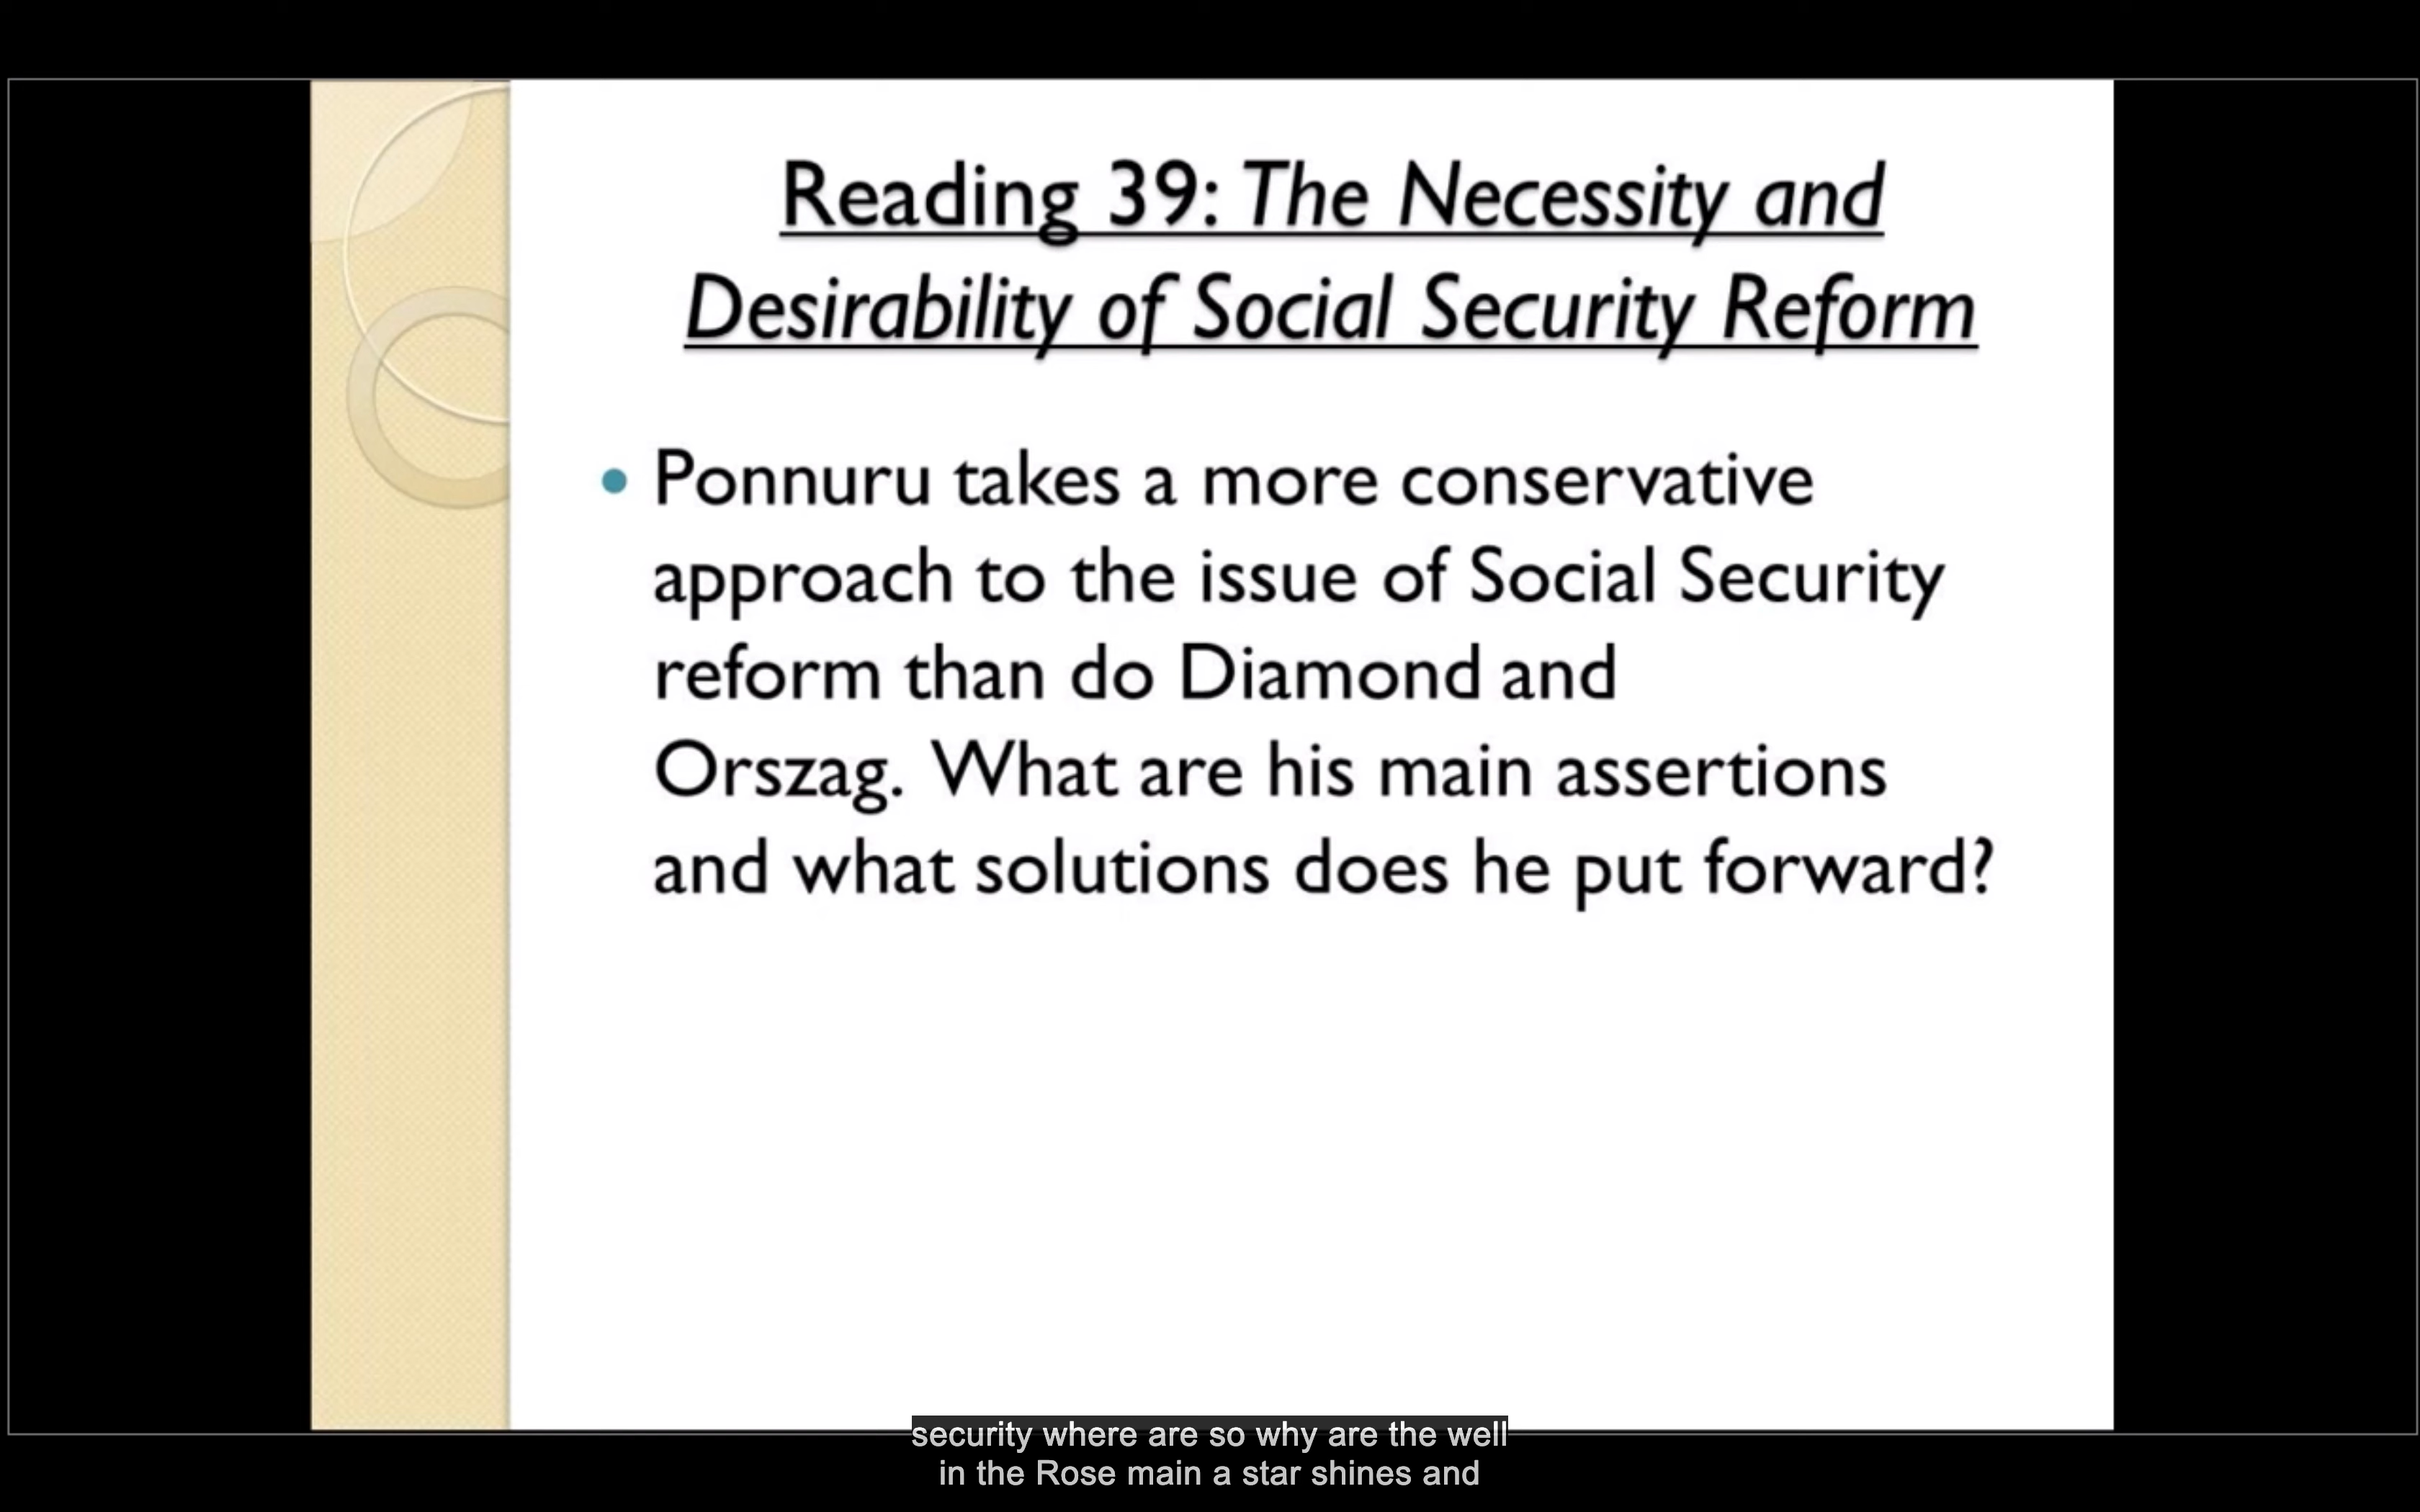 Reading 39: The Necessity and
Desirability of Social Security Reform
• Ponnuru takes a more conservative
approach to the issue of Social Security
reform than do Diamond and
Orszag. What are his main assertions
and what solutions does he put forward?
security where are so why are the well
in the Rose main a star shines and